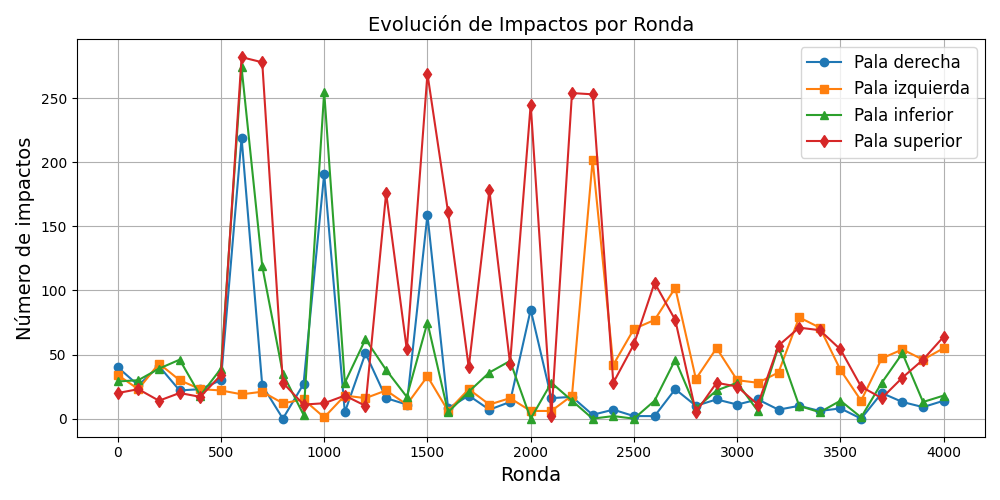 Evolución de Impactos por Ronda
Número de impactos
250
200
150
100
50
0
0 500 1000 1500 2000 2500 3000 3500 4000
Ronda
Pala derecha
Pala izquierda
Pala inferior
Pala superior